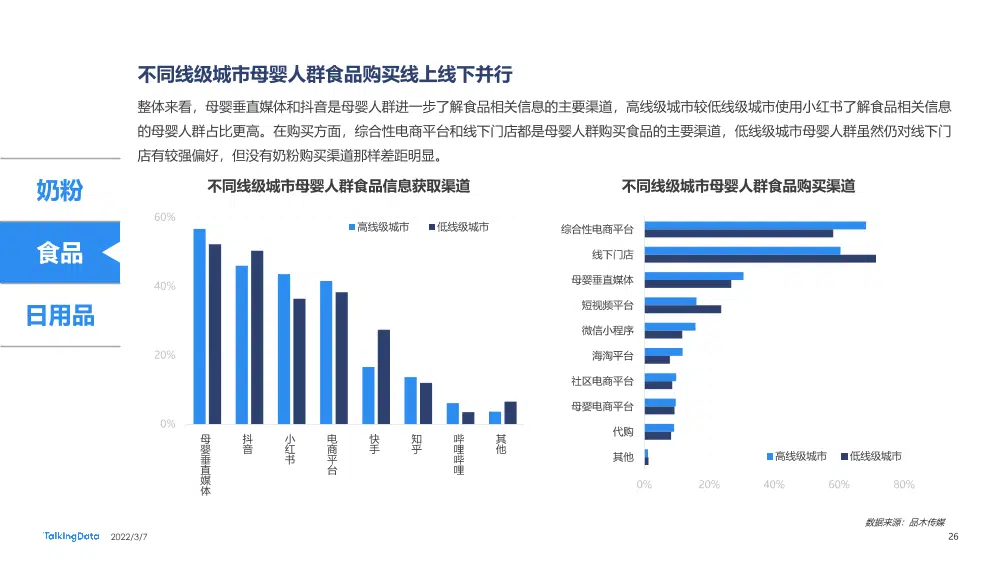 不同线级城市母婴人群食品购买线上线下并行
整体来看，母婴垂直媒体和抖音是母婴人群进一步了解食品相关信息的主要渠道，高线级城市较低线级城市使用小红书了解食品相关信息
的母婴人群占比更高。在购买方面，综合性电商平台和线下门店都是母婴人群购买食品的主要渠道，低线级城市母婴人群虽然仍对线下门
店有较强偏好，但没有奶粉购买渠道那样差距明显。
奶粉
食品
日用品
不同线级城市母婴人群食品信息获取渠道
60%
40%
20%
0%
高线级城市
低线级城市
母婴垂直媒体
抖音
小红书
电商平台
快手
知乎
哔哩哔哩
其他
不同线级城市母婴人群食品购买渠道
综合性电商平台
线下门店
母婴垂直媒体
短视频平台
微信小程序
海淘平台
社区电商平台
母婴电商平台
代购
其他
高线级城市
低线级城市
0%
20%
40%
60%
80%
数据来源：品木传媒
TalkingData
2022/3/7
26